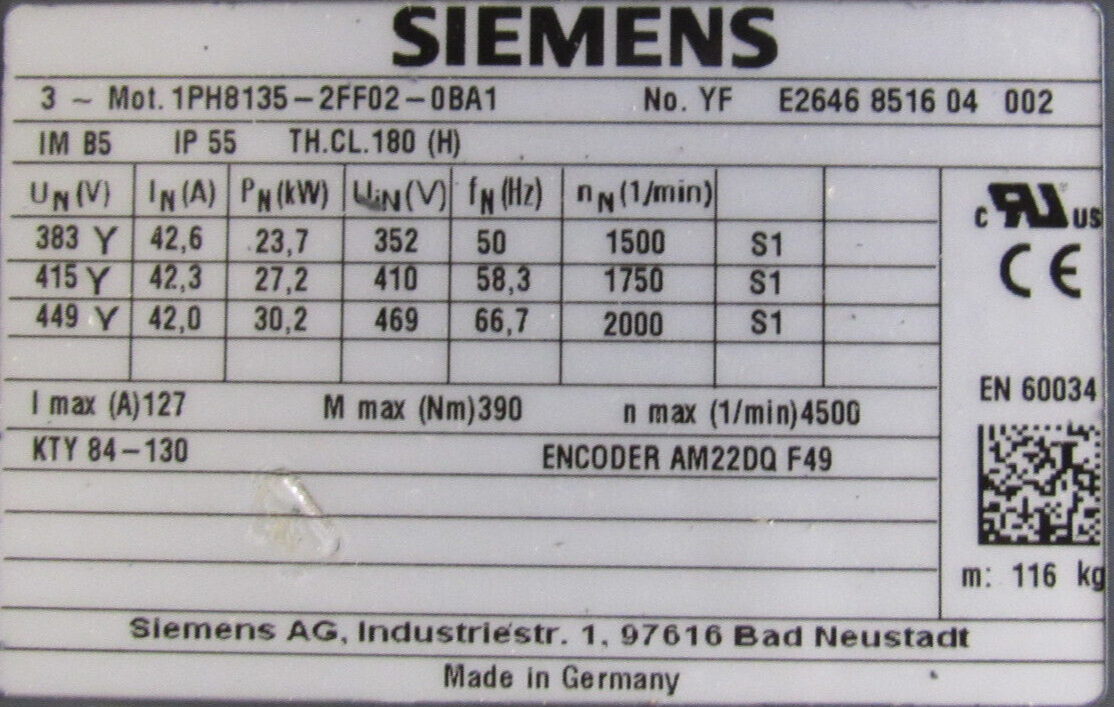 SIEMENS
3 ~ Mot. 1PH8135-2FF02-0BA1 No. YF E2646 8516 04 002
IM B5 IP 55 TH.CL.180 (H)
UN (V) IN (A) PN (kW) UiN (V) fN (Hz) nN (1/min)
383 Y 42,6 23,7 352 50 1500 S1
415 Y 42,3 27,2 410 58,3 1750 S1
449 Y 42,0 30,2 469 66,7 2000 S1
c RU US
CE
I max (A)127 M max (Nm)390 n max (1/min)4500
EN 60034
KTY 84-130 ENCODER AM22DQ F49
m: 116 kg
Siemens AG, Industriestr. 1, 97616 Bad Neustadt
Made in Germany